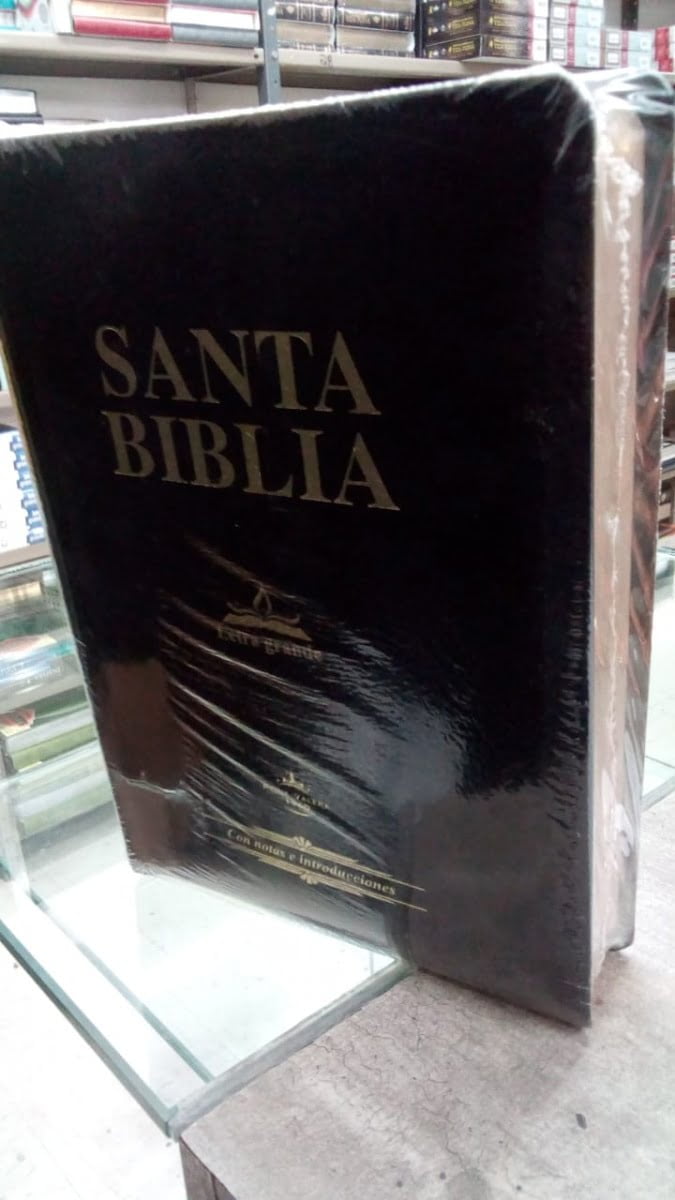 SANTA
BIBLIA
Letra grande
Con notas e introducciones